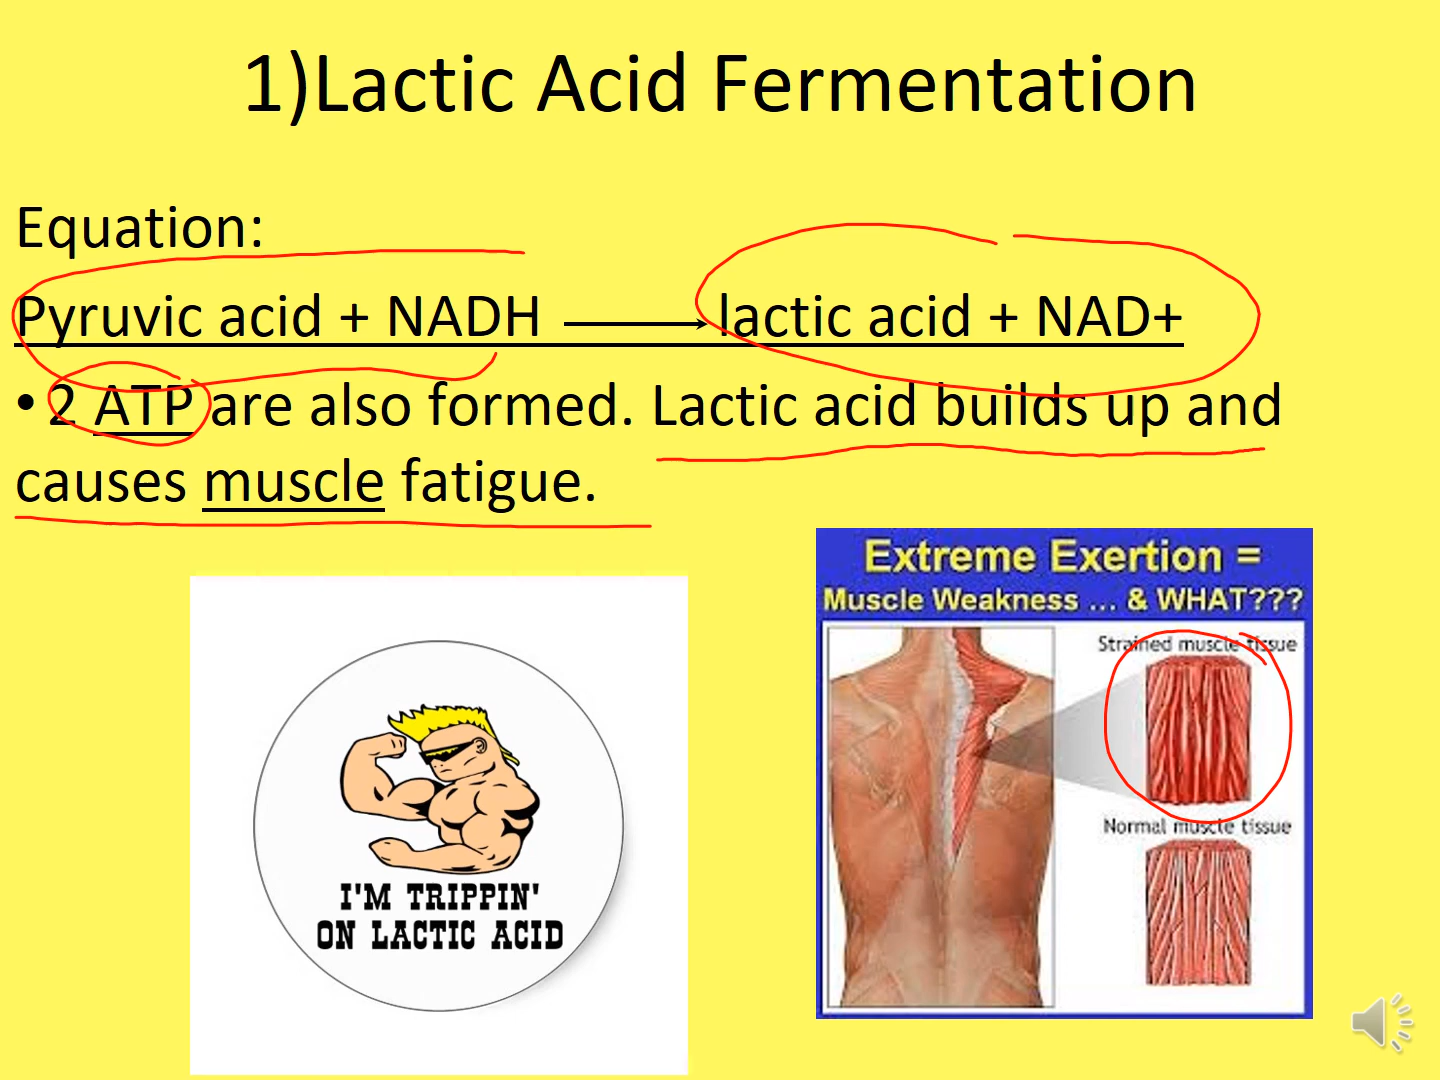 1)Lactic Acid Fermentation
Equation:
Pyruvic acid + NADH → lactic acid + NAD+
• 2 ATP are also formed. Lactic acid builds up and
causes muscle fatigue.
Extreme Exertion =
Muscle Weakness ... & WHAT???
Strained muscle tissue
Normal muscle tissue
I'M TRIPPIN'
ON LACTIC ACID